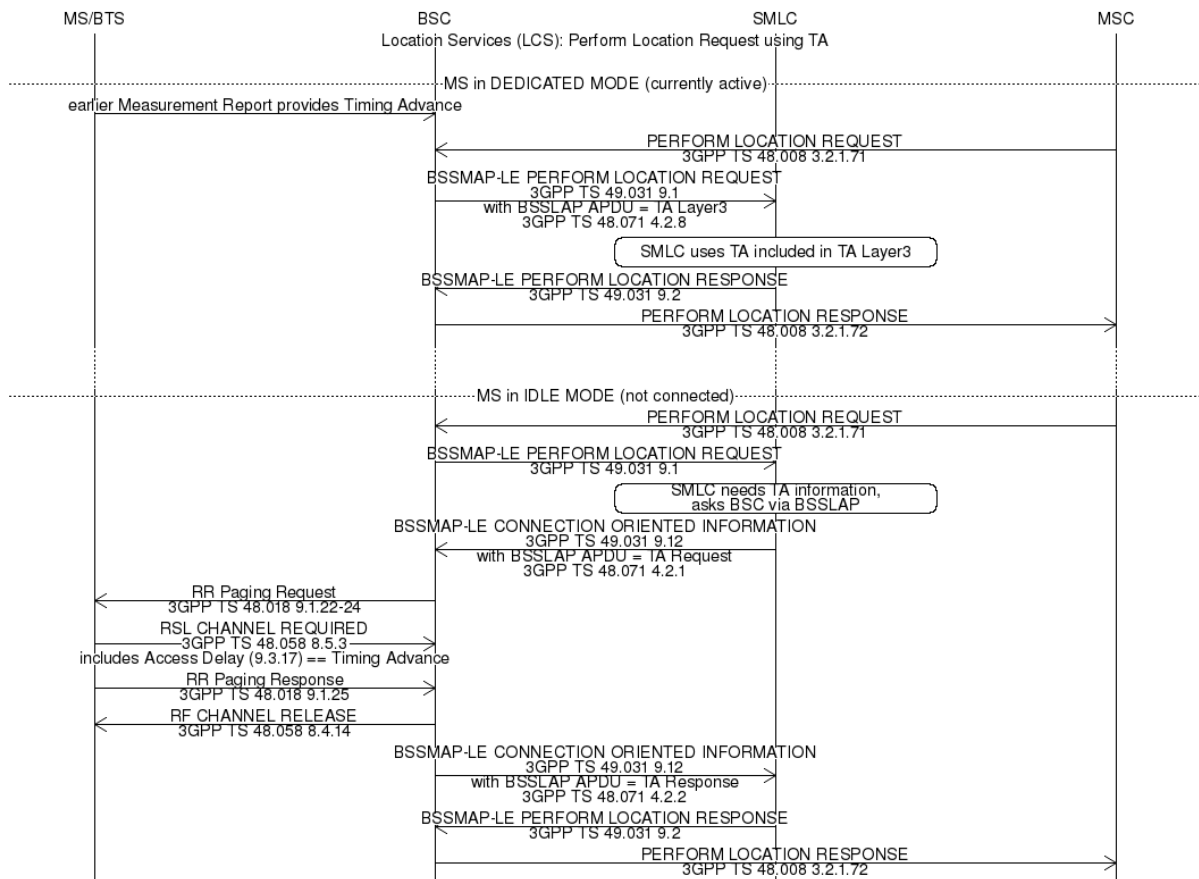 MS/BTS BSC SMLC MSC
Location Services (LCS): Perform Location Request using TA
MS in DEDICATED MODE (currently active)
earlier Measurement Report provides Timing Advance
PERFORM LOCATION REQUEST
3GPP TS 48.008 3.2.1.71
BSSMAP-LE PERFORM LOCATION REQUEST
3GPP TS 49.031 9.1
with BSSLAP APDU = TA Layer3
3GPP TS 48.071 4.2.8
SMLC uses TA included in TA Layer3
BSSMAP-LE PERFORM LOCATION RESPONSE
3GPP TS 49.031 9.2
PERFORM LOCATION RESPONSE
3GPP TS 48.008 3.2.1.72
MS in IDLE MODE (not connected)
PERFORM LOCATION REQUEST
3GPP TS 48.008 3.2.1.71
BSSMAP-LE PERFORM LOCATION REQUEST
3GPP TS 49.031 9.1
SMLC needs TA information,
asks BSC via BSSLAP
BSSMAP-LE CONNECTION ORIENTED INFORMATION
3GPP TS 49.031 9.12
with BSSLAP APDU = TA Request
3GPP TS 48.071 4.2.1
RR Paging Request
3GPP TS 48.018 9.1.22-24
RSL CHANNEL REQUIRED
3GPP TS 48.058 8.5.3
includes Access Delay (9.3.17) == Timing Advance
RR Paging Response
3GPP TS 48.018 9.1.25
RF CHANNEL RELEASE
3GPP TS 48.058 8.4.14
BSSMAP-LE CONNECTION ORIENTED INFORMATION
3GPP TS 49.031 9.12
with BSSLAP APDU = TA Response
3GPP TS 48.071 4.2.2
BSSMAP-LE PERFORM LOCATION RESPONSE
3GPP TS 49.031 9.2
PERFORM LOCATION RESPONSE
3GPP TS 48.008 3.2.1.72